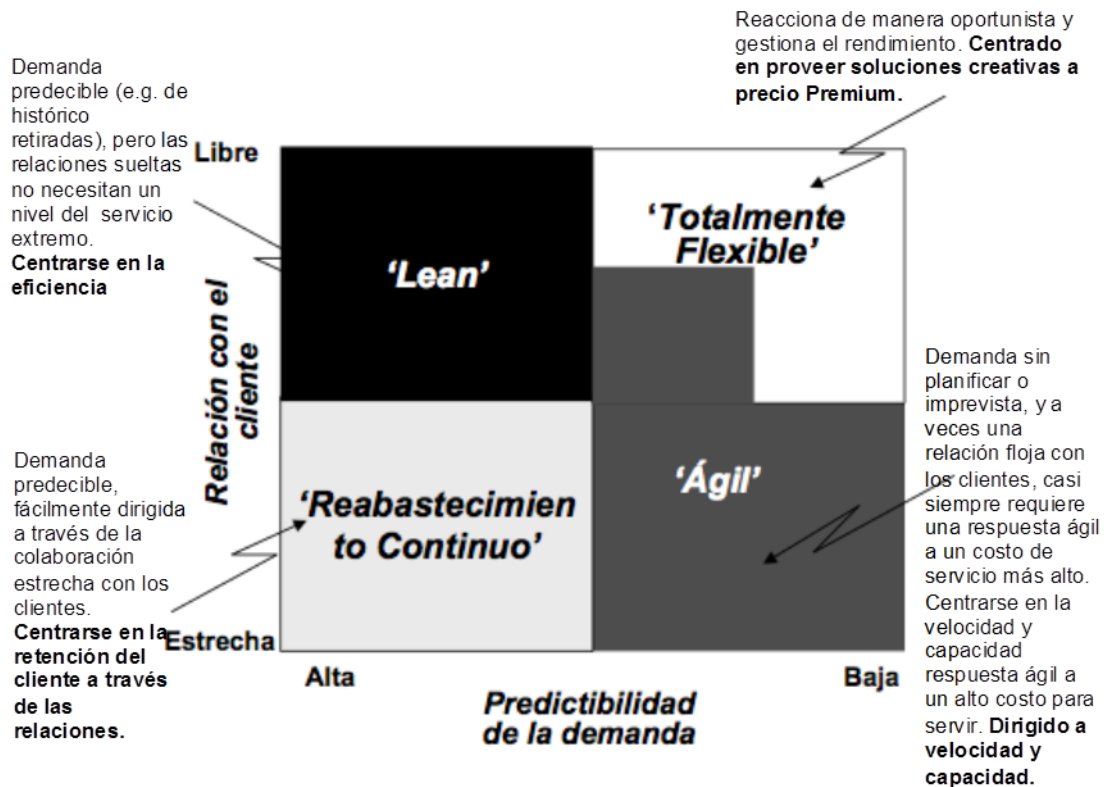 Reacciona de manera oportunista y
gestiona el rendimiento. Centrado
en proveer soluciones creativas a
precio Premium.
Demanda
predecible (e.g. de
histórico
retiradas), pero las
relaciones sueltas
no necesitan un
nivel del servicio
extremo.
Centrarse en la
eficiencia
Libre
Relación con el
cliente
Estrecha
'Lean'
'Totalmente
Flexible'
'Reabastecimien
to Continuo'
'Ágil'
Demanda
predecible,
fácilmente dirigida
a través de la
colaboración
estrecha con los
clientes.
Centrarse en la
retención del
cliente a través
de las
relaciones.
Demanda sin
planificar o
imprevista, y a
veces una
relación floja con
los clientes, casi
siempre requiere
una respuesta ágil
a un costo de
servicio más alto.
Centrarse en la
velocidad y
capacidad
respuesta ágil a
un alto costo para
servir. Dirigido a
velocidad y
capacidad.
Alta
Baja
Predictibilidad
de la demanda